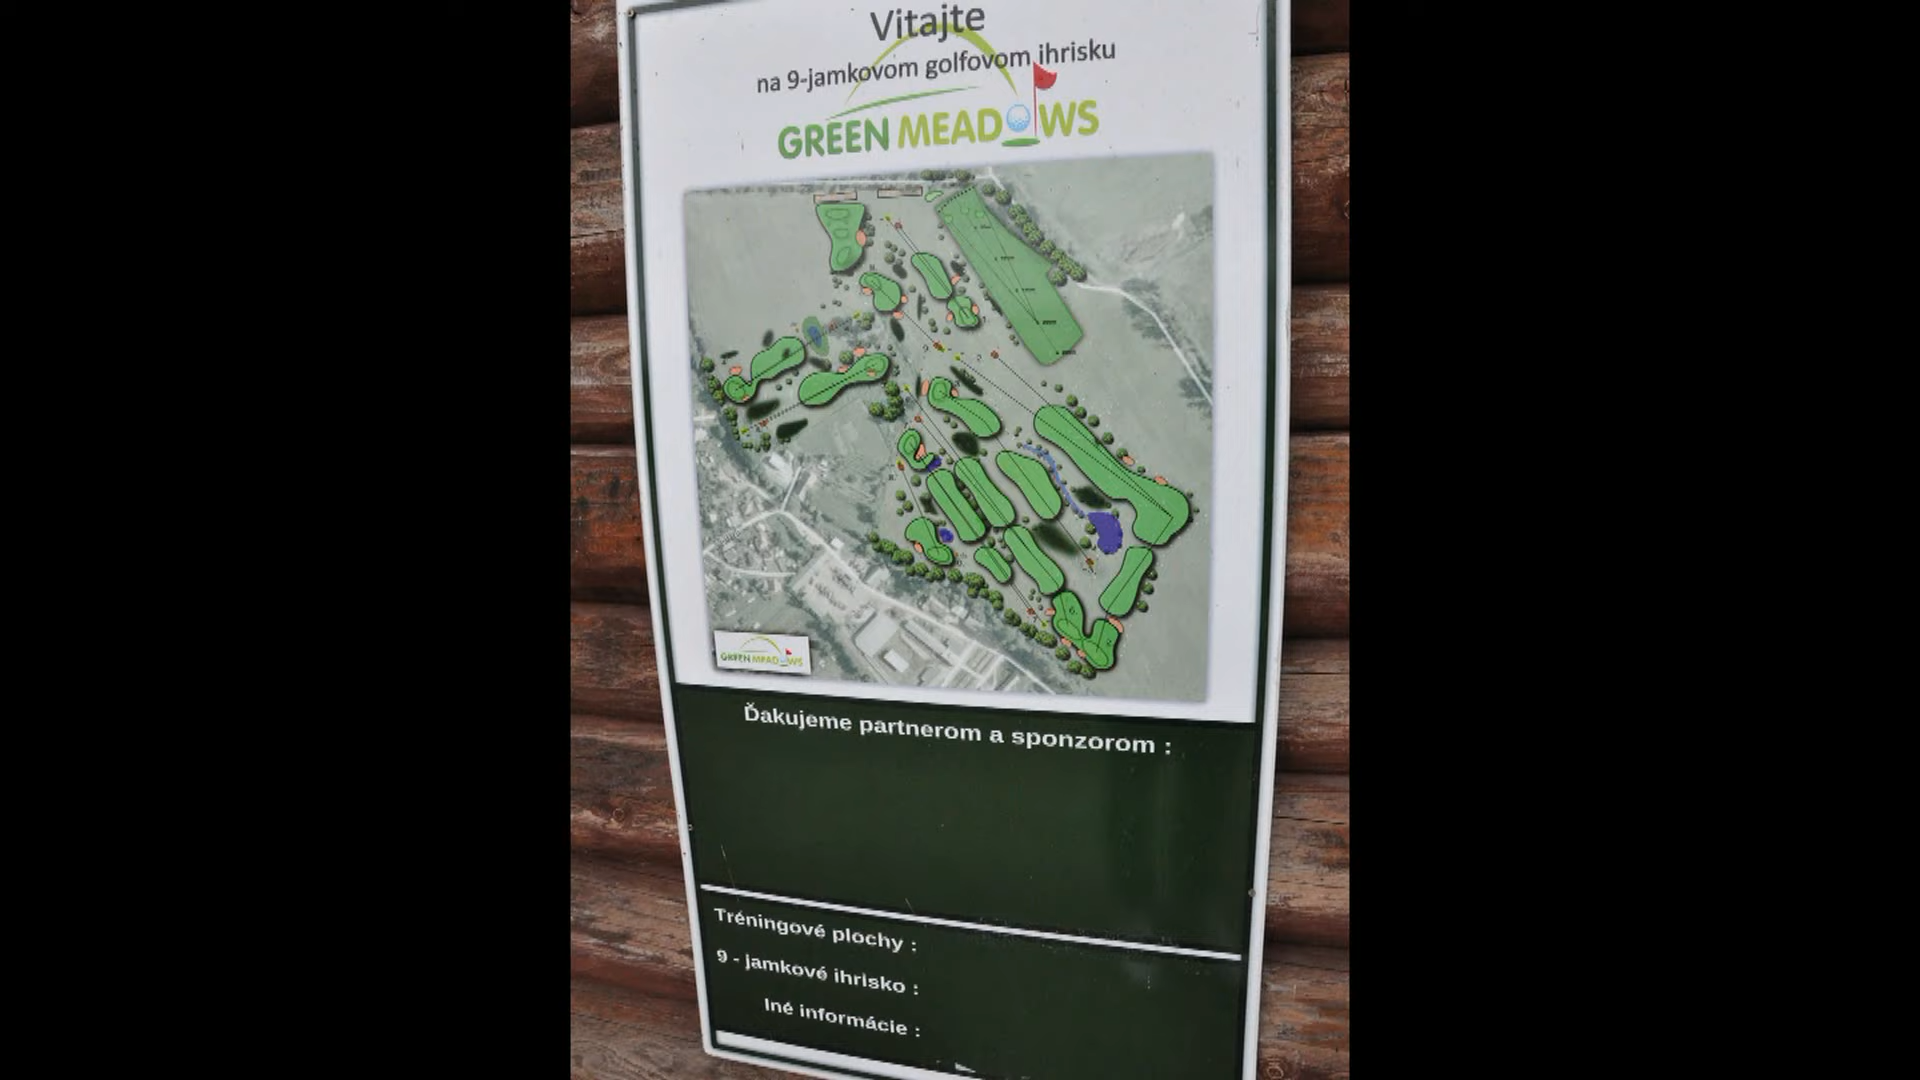 Vitajte
na 9-jamkovom golfovom ihrisku
GREEN MEADOWS
GREEN MEADOWS
Ďakujeme partnerom a sponzorom :
Tréningové plochy :
9 - jamkové ihrisko :
Iné informácie :